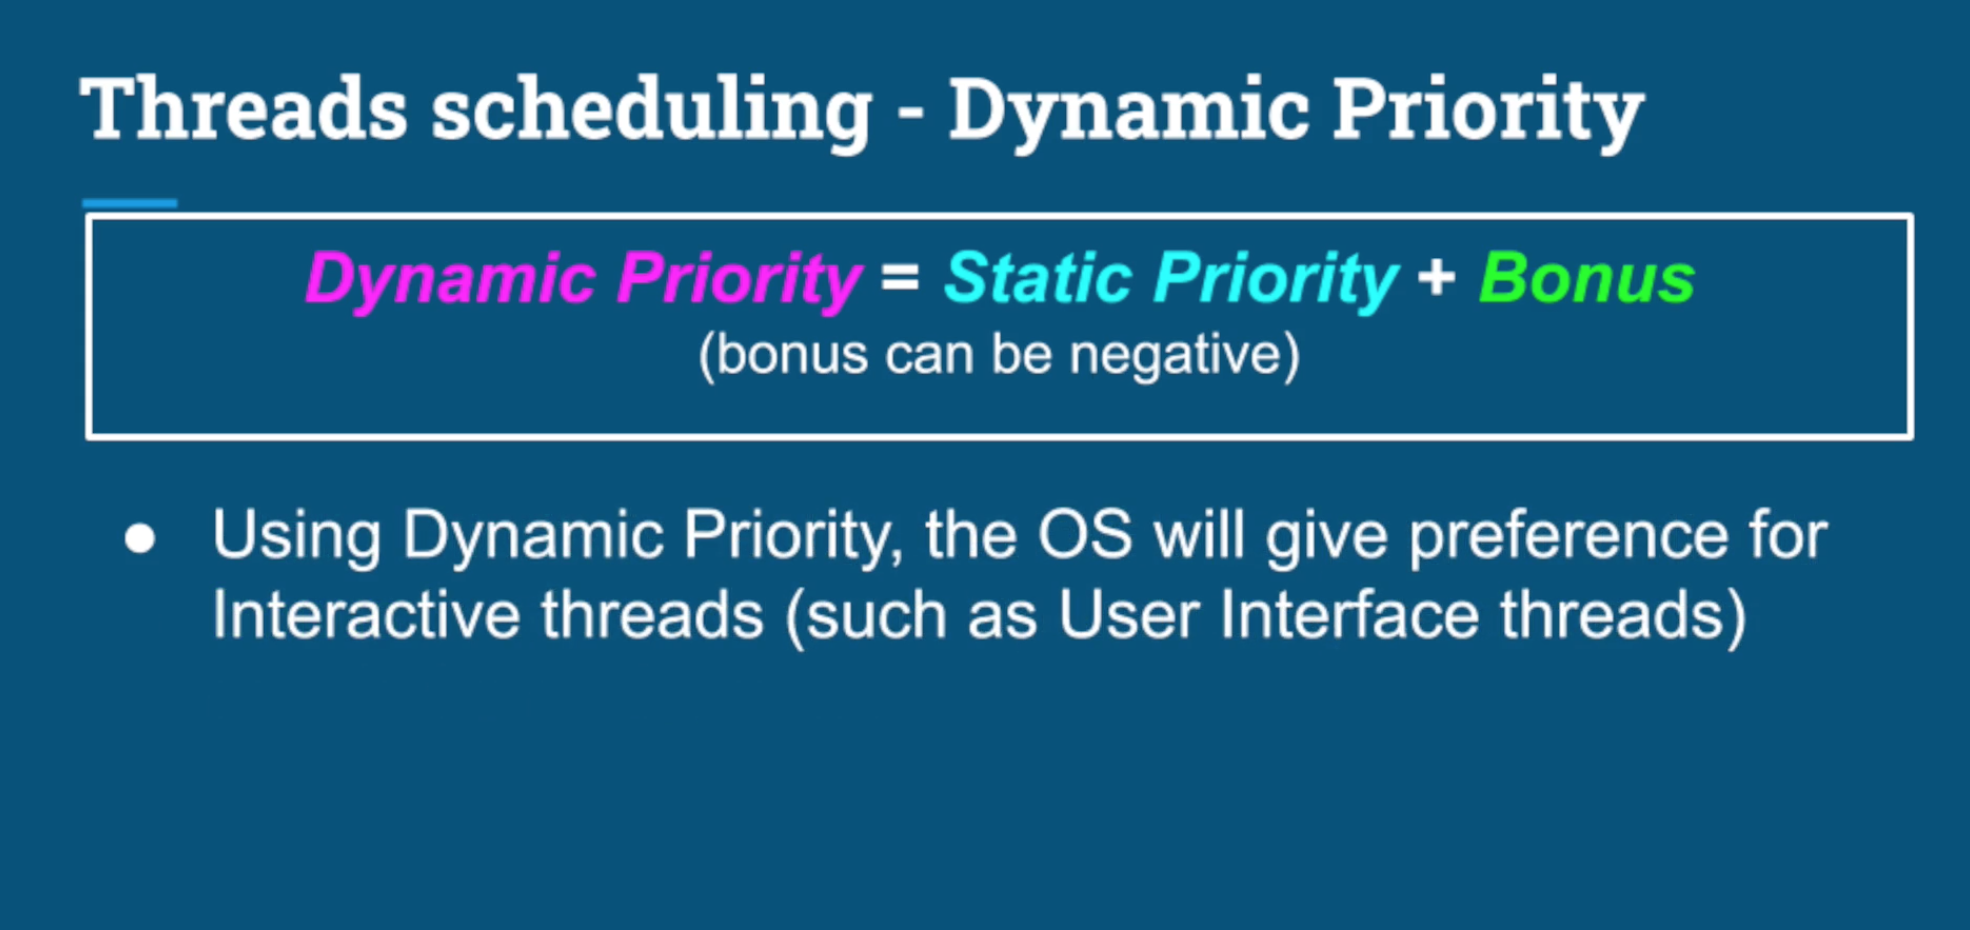 Threads scheduling - Dynamic Priority
Dynamic Priority = Static Priority + Bonus
(bonus can be negative)
● Using Dynamic Priority, the OS will give preference for
Interactive threads (such as User Interface threads)